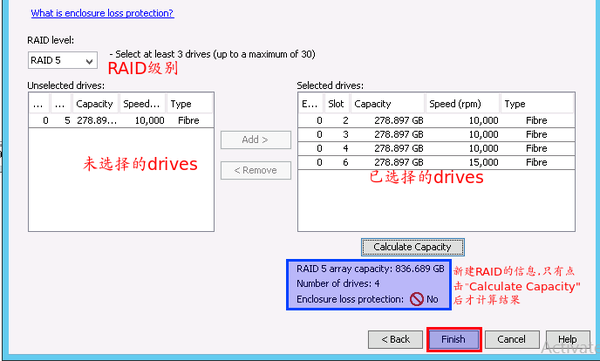 What is enclosure loss protection?
RAID level:
RAID 5
- Select at least 3 drives (up to a maximum of 30)
RAID级别
Unselected drives:
... ... Capacity Speed... Type
0 5 278.89... 10,000 Fibre
未选择的drives
Add >
< Remove
Selected drives:
E... Slot Capacity Speed (rpm) Type
0 2 278.897 GB 10,000 Fibre
0 3 278.897 GB 10,000 Fibre
0 4 278.897 GB 10,000 Fibre
0 6 278.897 GB 15,000 Fibre
已选择的drives
Calculate Capacity
RAID 5 array capacity: 836.689 GB
Number of drives: 4
Enclosure loss protection: No
新建RAID的信息,只有点
击"Calculate Capacity"
后才计算结果
< Back Finish Cancel Help
Activate